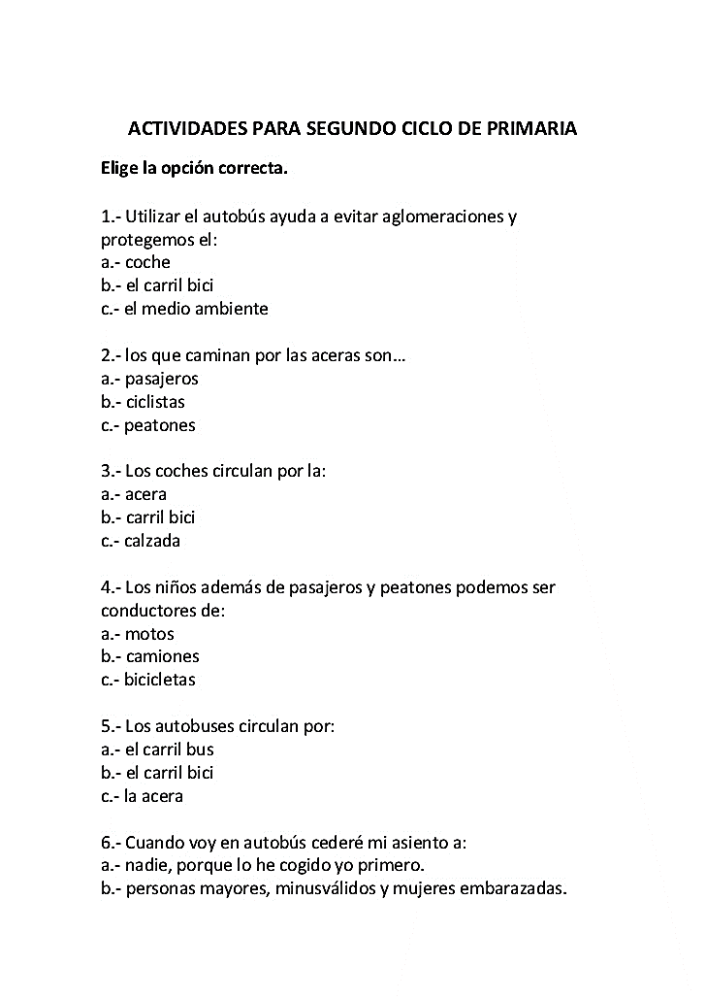 ACTIVIDADES PARA SEGUNDO CICLO DE PRIMARIA
Elige la opción correcta.
1.- Utilizar el autobús ayuda a evitar aglomeraciones y
protegemos el:
a.- coche
b.- el carril bici
c.- el medio ambiente
2.- los que caminan por las aceras son...
a.- pasajeros
b.- ciclistas
c.- peatones
3.- Los coches circulan por la:
a.- acera
b.- carril bici
c.- calzada
4.- Los niños además de pasajeros y peatones podemos ser
conductores de:
a.- motos
b.- camiones
c.- bicicletas
5.- Los autobuses circulan por:
a.- el carril bus
b.- el carril bici
c.- la acera
6.- Cuando voy en autobús cederé mi asiento a:
a.- nadie, porque lo he cogido yo primero.
b.- personas mayores, minusválidos y mujeres embarazadas.